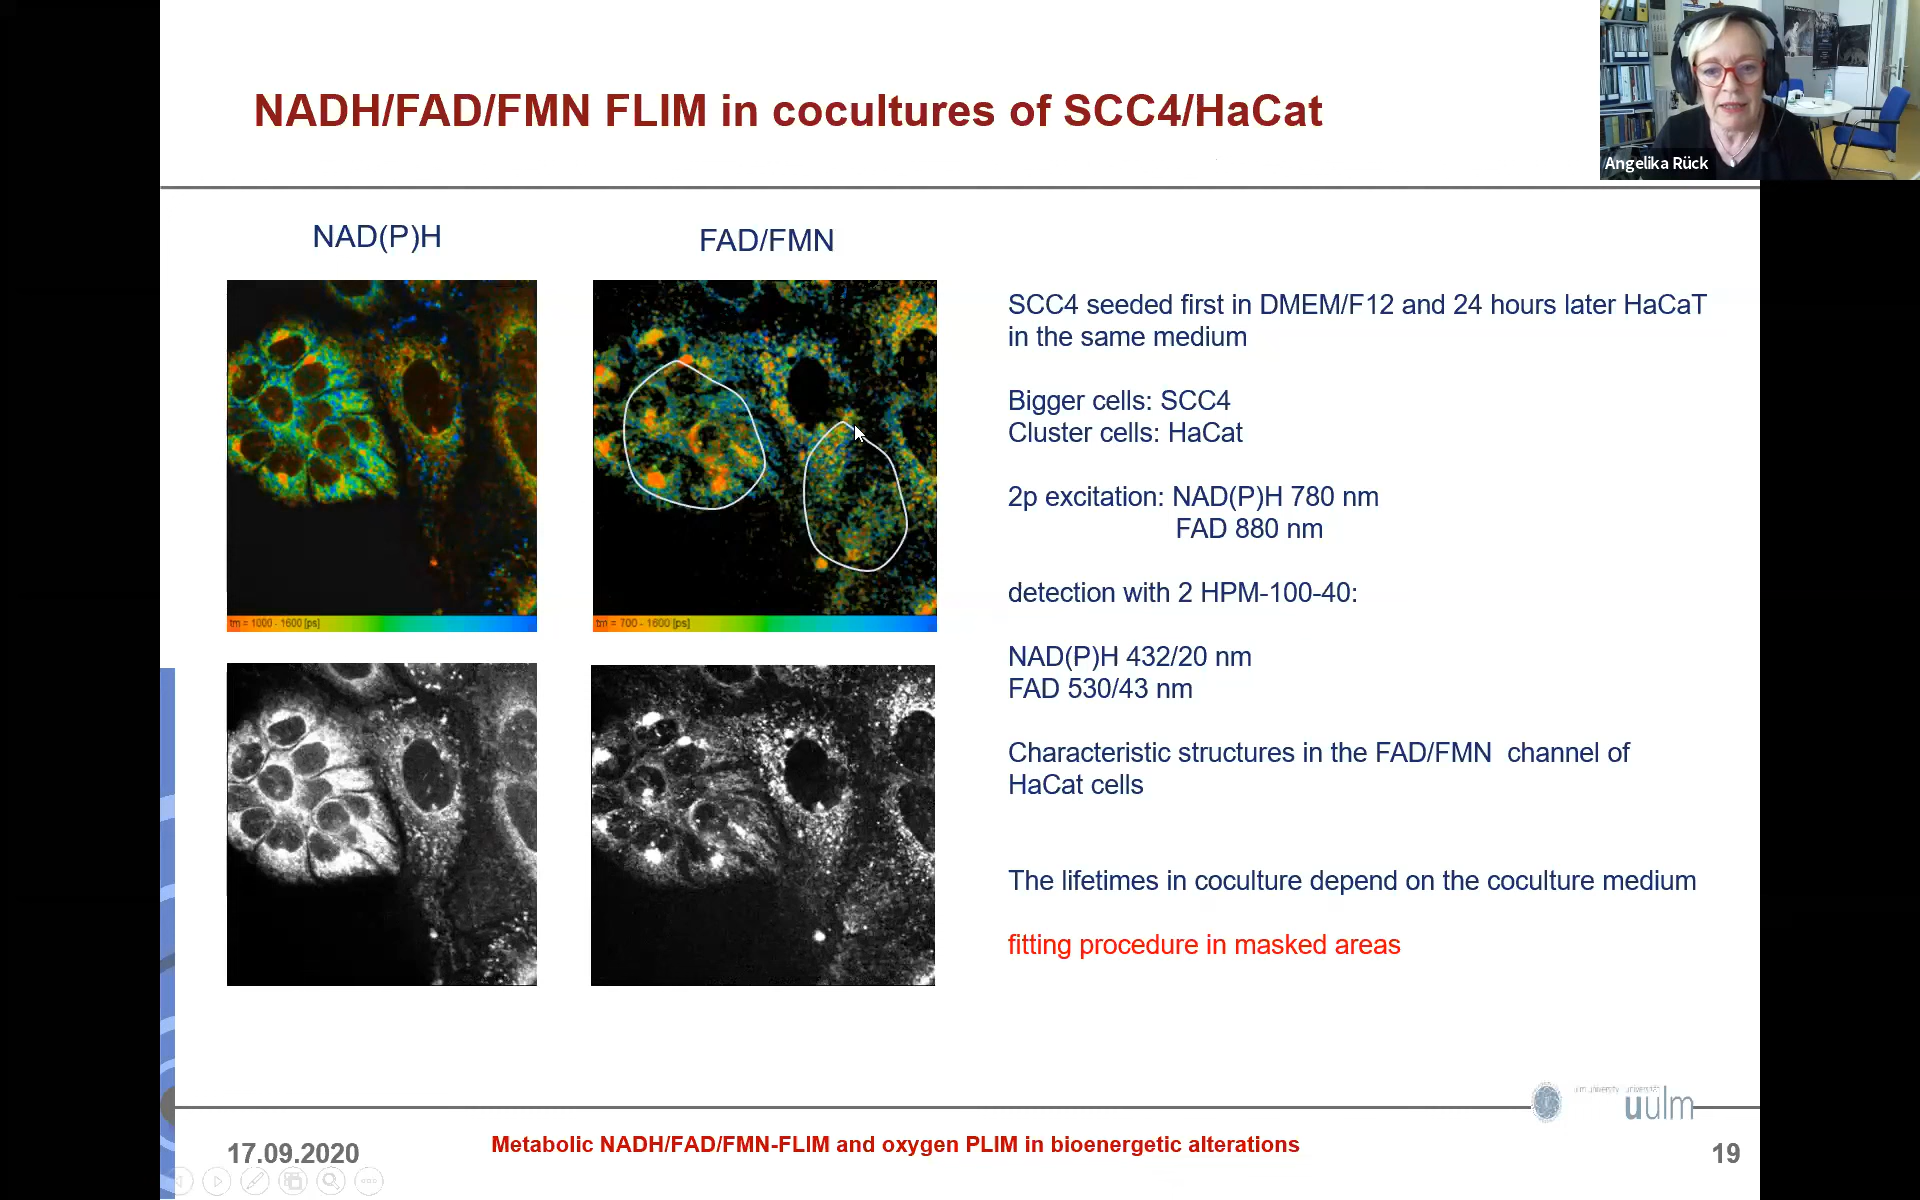 NADH/FAD/FMN FLIM in cocultures of SCC4/HaCat
Angelika Rück
NAD(P)H
FAD/FMN
tm = 1000 - 1600 [ps]
tm = 700 - 1600 [ps]
SCC4 seeded first in DMEM/F12 and 24 hours later HaCaT
in the same medium
Bigger cells: SCC4
Cluster cells: HaCat
2p excitation: NAD(P)H 780 nm
FAD 880 nm
detection with 2 HPM-100-40:
NAD(P)H 432/20 nm
FAD 530/43 nm
Characteristic structures in the FAD/FMN channel of
HaCat cells
The lifetimes in coculture depend on the coculture medium
fitting procedure in masked areas
uulm
17.09.2020
Metabolic NADH/FAD/FMN-FLIM and oxygen PLIM in bioenergetic alterations
19